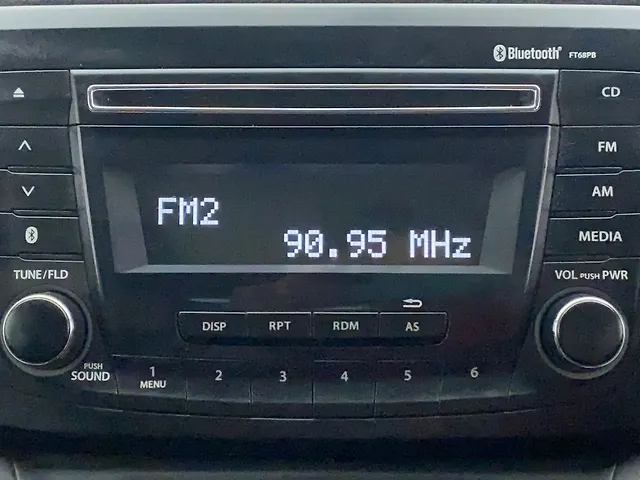 Bluetooth® FT68PB
CD
FM
AM
MEDIA
FM2
90.95 MHz
TUNE/FLD
VOL PUSH PWR
DISP RPT RDM AS
PUSH
SOUND
1 2 3 4 5 6
MENU